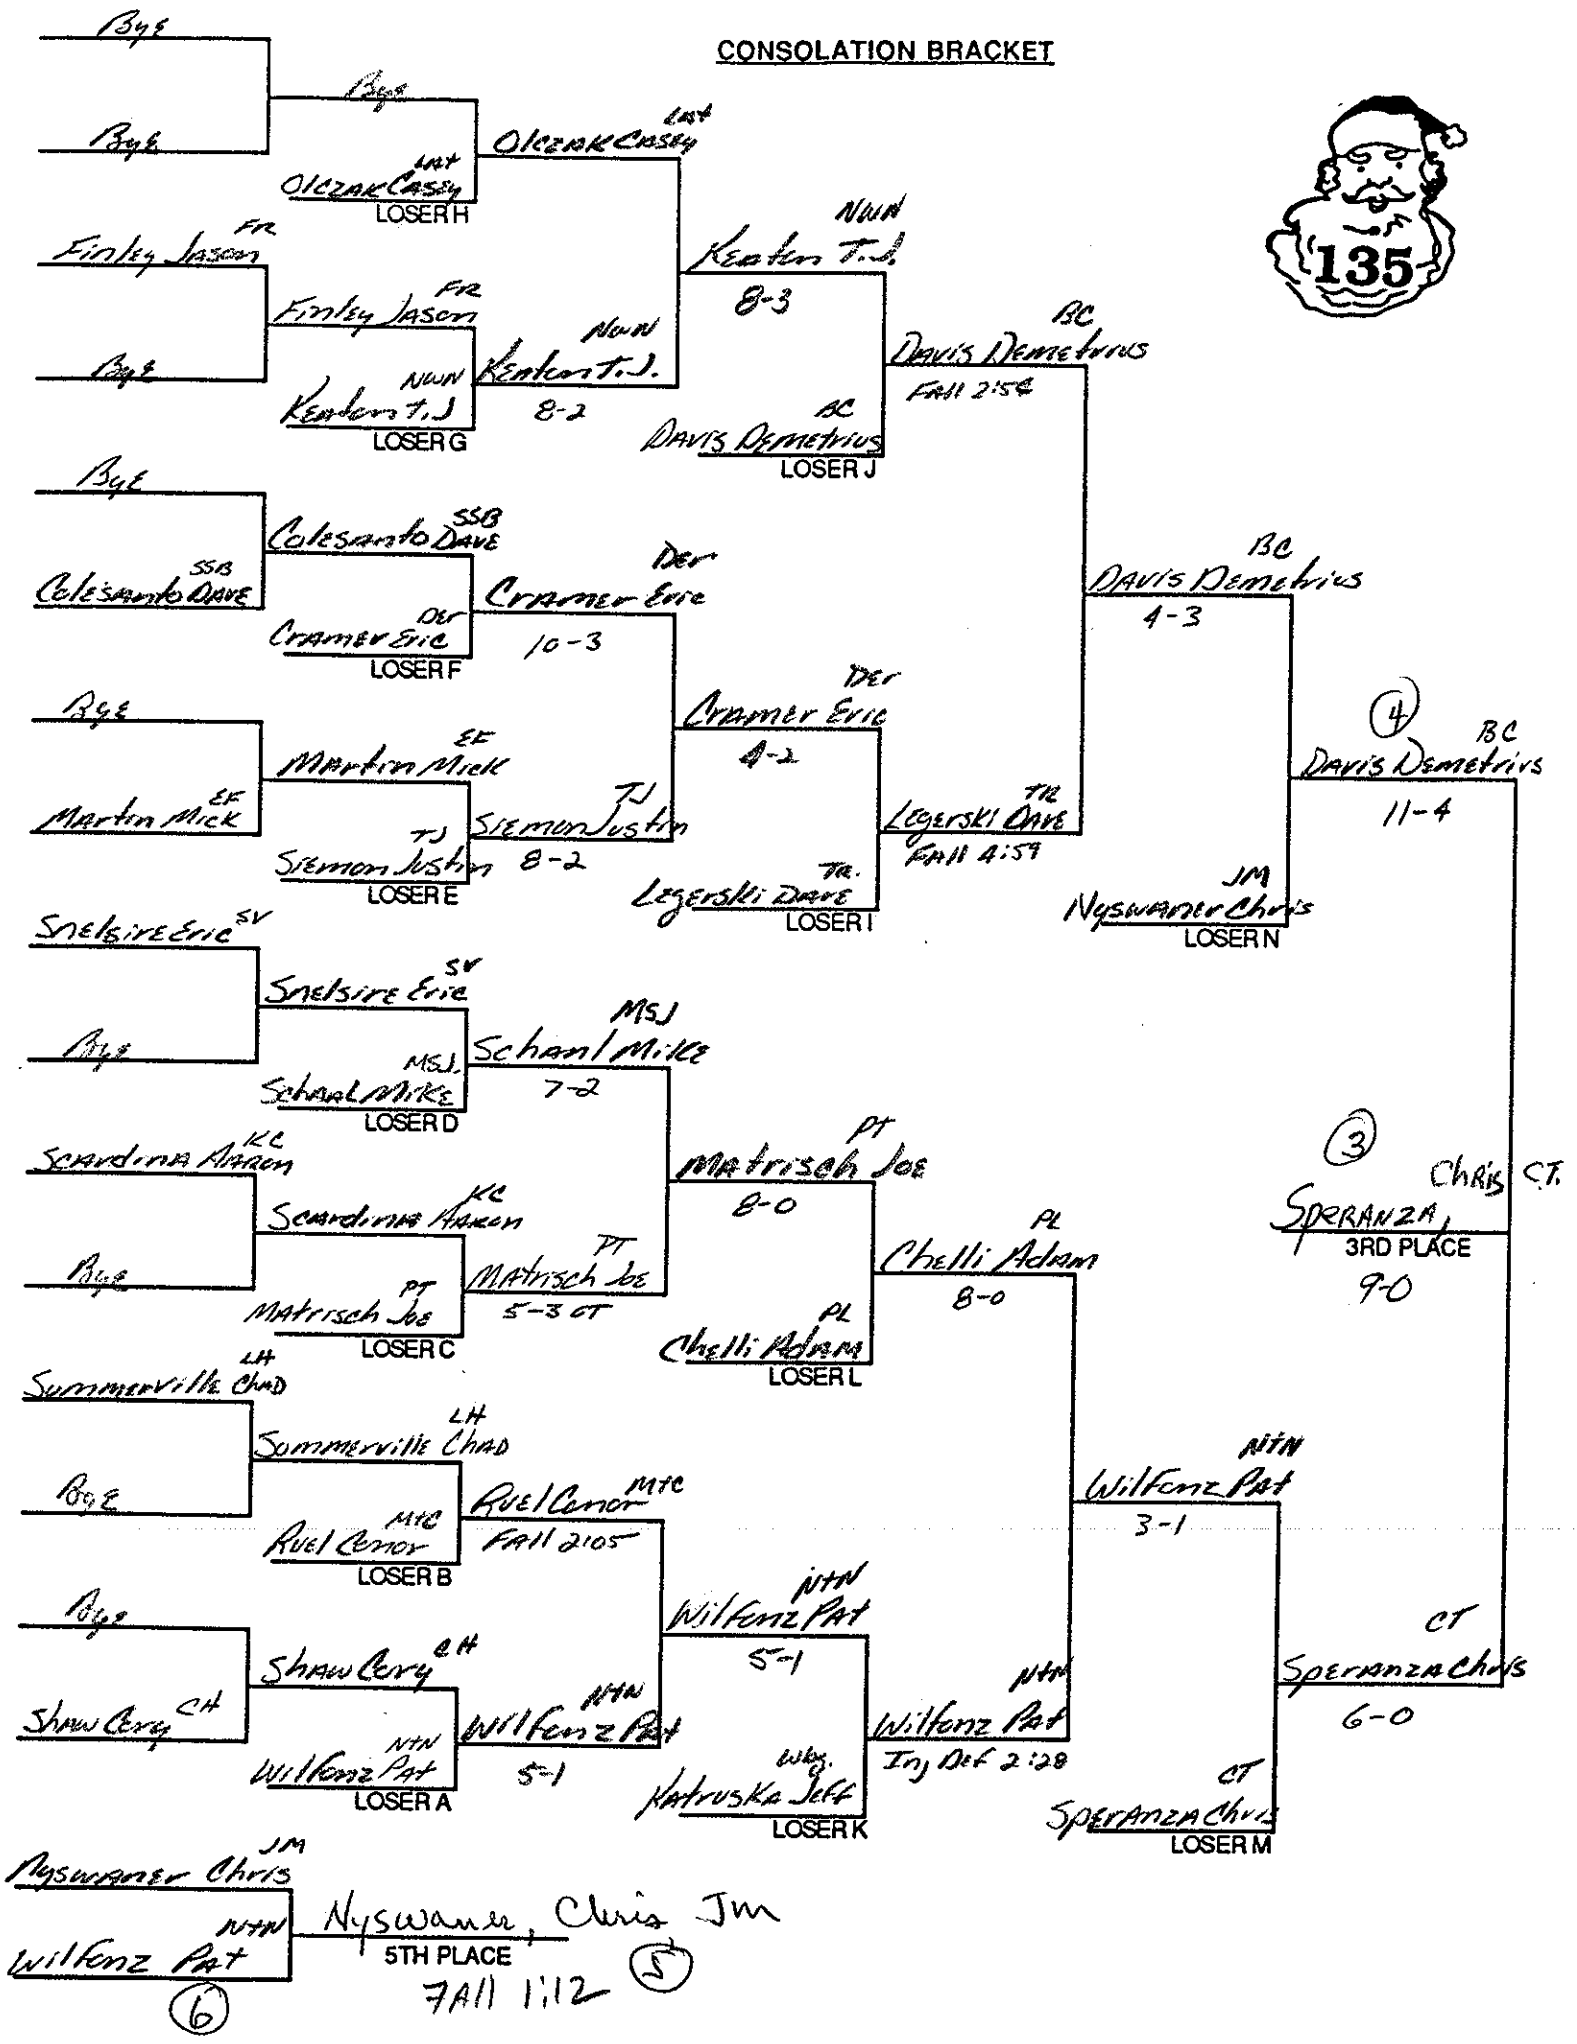 CONSOLATION BRACKET
135
Bye
Bye
Bye
Olczak Casey Lat
LOSER H
Olczak Casey Lat
Finley Jason FR
Bye
Finley Jason FR
Kenton T.J NWN
LOSER G
Kenton T.J. NWN
8-2
Kenton T.J. NWN
8-3
Davis Demetrius BC
LOSER J
Davis Demetrius BC
Fall 2:54
Bye
Colesanto Dave SSB
Colesanto Dave SSB
Cramer Eric Der
LOSER F
Cramer Eric Der
10-3
Bye
Martin Mick EF
Martin Mick EF
Siemon Justin TJ
LOSER E
Siemon Justin TJ
8-2
Cramer Eric Der
4-2
Legerski Dave TR.
LOSER I
Legerski Dave TR
Fall 4:59
Davis Demetrius BC
4-3
Nyswaner Chris JM
LOSER N
4
Davis Demetrius BC
11-4
Snelsire Eric SV
Bye
Snelsire Eric SV
Schaal Mike MSJ.
LOSER D
Schaal Mike MSJ
7-2
Scardina Aaron KC
Bye
Scardina Aaron KC
Matrisch Joe PT
LOSER C
Matrisch Joe PT
5-3 OT
Matrisch Joe PT
8-0
Chelli Adam PL
LOSER L
Chelli Adam PL
8-0
Summerville Chad LH
Bye
Summerville Chad LH
Ruel Conor MtC
LOSER B
Ruel Conor MtC
Fall 2:05
Bye
Shaw Cory CH
Shaw Cory CH
Wilfonz Pat NtN
LOSER A
Wilfonz Pat NtN
5-1
Wilfonz Pat NtN
5-1
Katruska Jeff Wbg.
LOSER K
Wilfonz Pat NtN
Inj Def 2:28
Wilfonz Pat NtN
3-1
Speranza Chris CT
LOSER M
Speranza Chris CT
6-0
3
Speranza, Chris CT.
3RD PLACE
9-0
Nyswaner Chris JM
Wilfonz Pat NtN
6
Nyswaner, Chris Jm
5TH PLACE
5
Fall 1:12